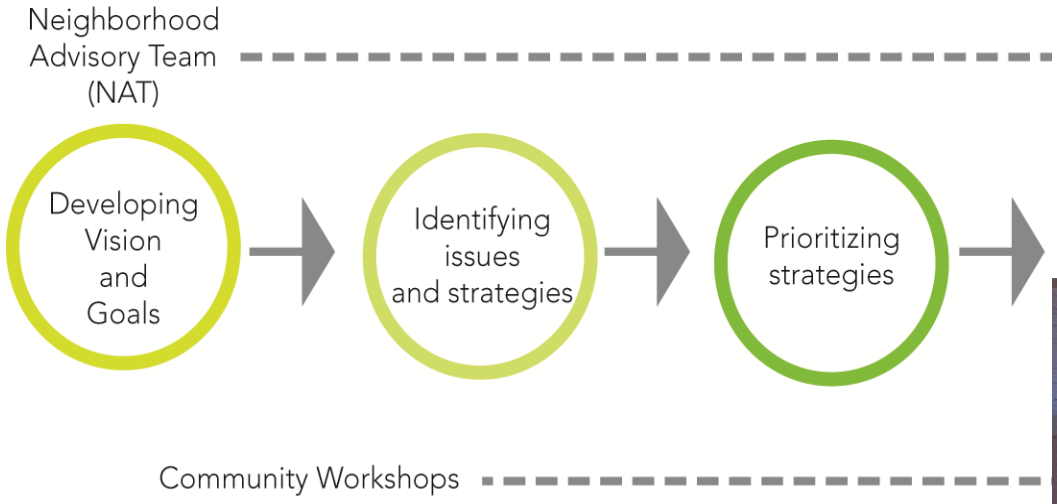 Neighborhood
Advisory Team
(NAT)
Developing
Vision
and
Goals
Identifying
issues
and strategies
Prioritizing
strategies
Community Workshops